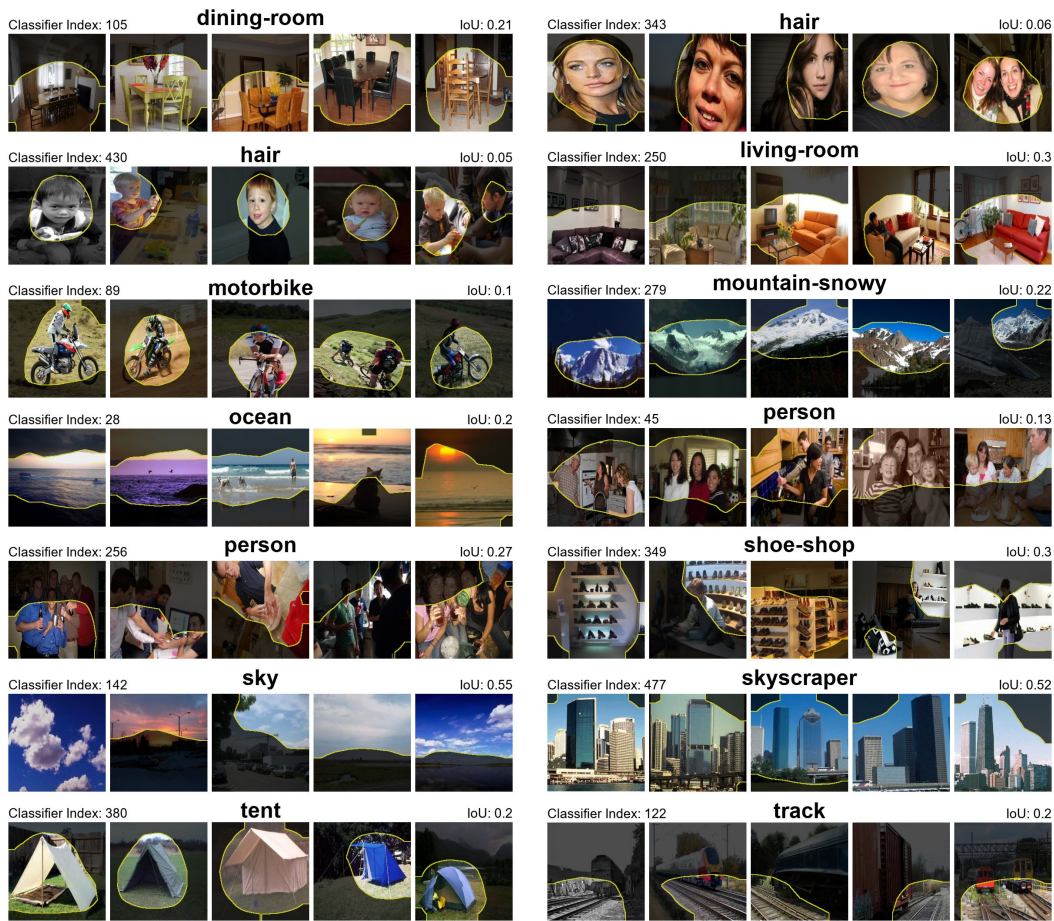 Classifier Index: 105 dining-room IoU: 0.21
Classifier Index: 343 hair IoU: 0.06
Classifier Index: 430 hair IoU: 0.05
Classifier Index: 250 living-room IoU: 0.3
Classifier Index: 89 motorbike IoU: 0.1
Classifier Index: 279 mountain-snowy IoU: 0.22
Classifier Index: 28 ocean IoU: 0.2
Classifier Index: 45 person IoU: 0.13
Classifier Index: 256 person IoU: 0.27
Classifier Index: 349 shoe-shop IoU: 0.3
Classifier Index: 142 sky IoU: 0.55
Classifier Index: 477 skyscraper IoU: 0.52
Classifier Index: 380 tent IoU: 0.2
Classifier Index: 122 track IoU: 0.2